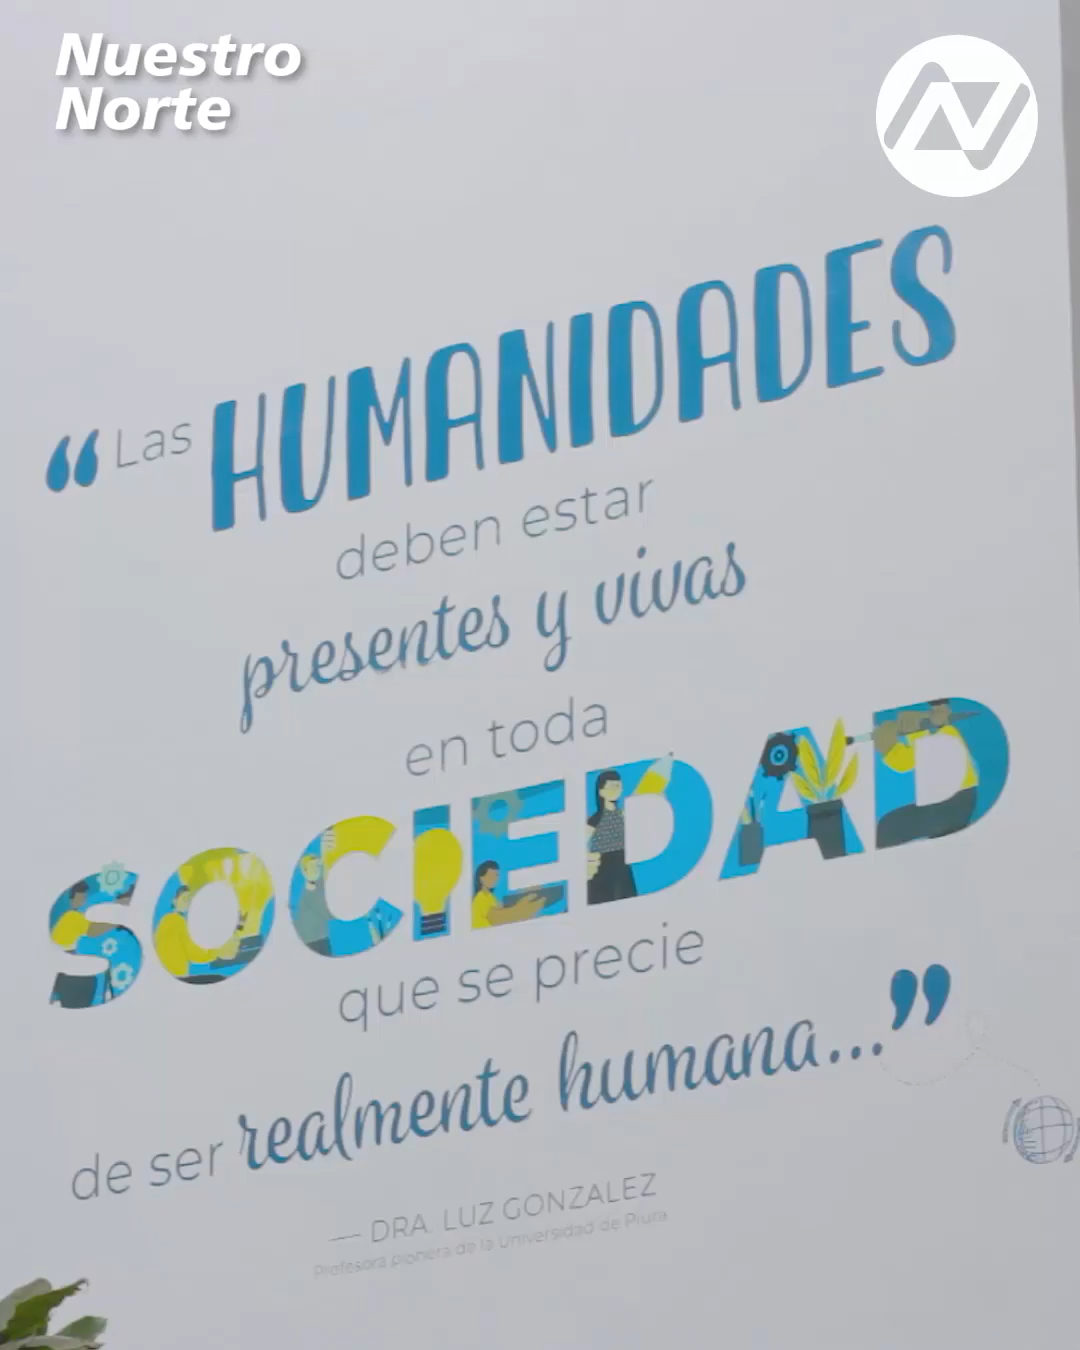 Nuestro
Norte
“Las HUMANIDADES
deben estar
presentes y vivas
en toda
SOCIEDAD
que se precie
de ser realmente humana...”
— DRA. LUZ GONZALEZ
Profesora pionera de la Universidad de Piura